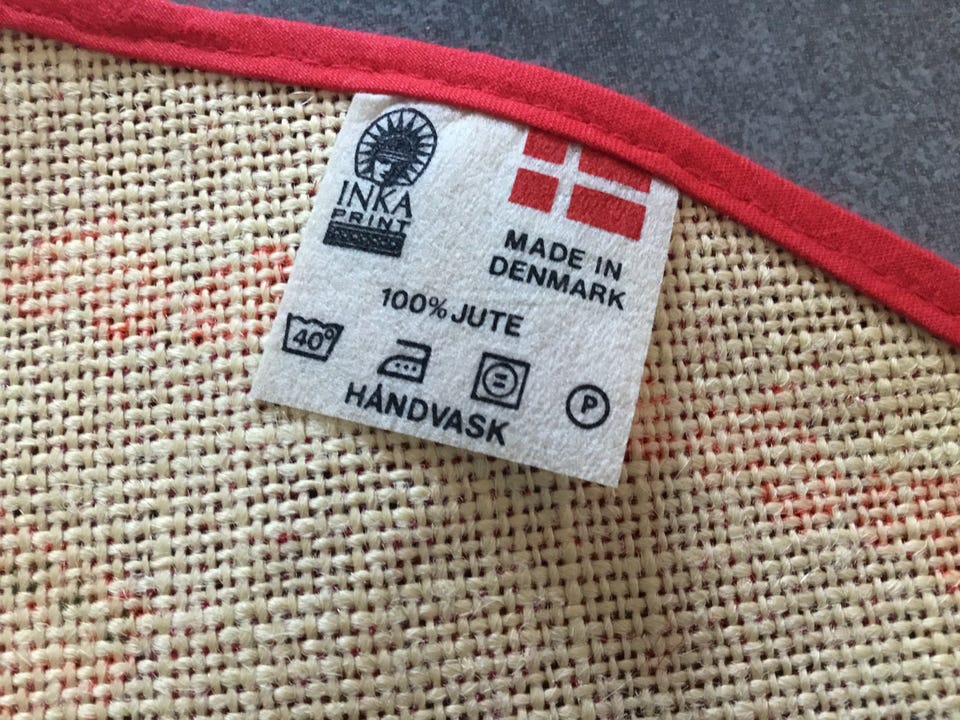 INKA
PRINT
MADE IN
DENMARK
100% JUTE
40°
HÅNDVASK
P